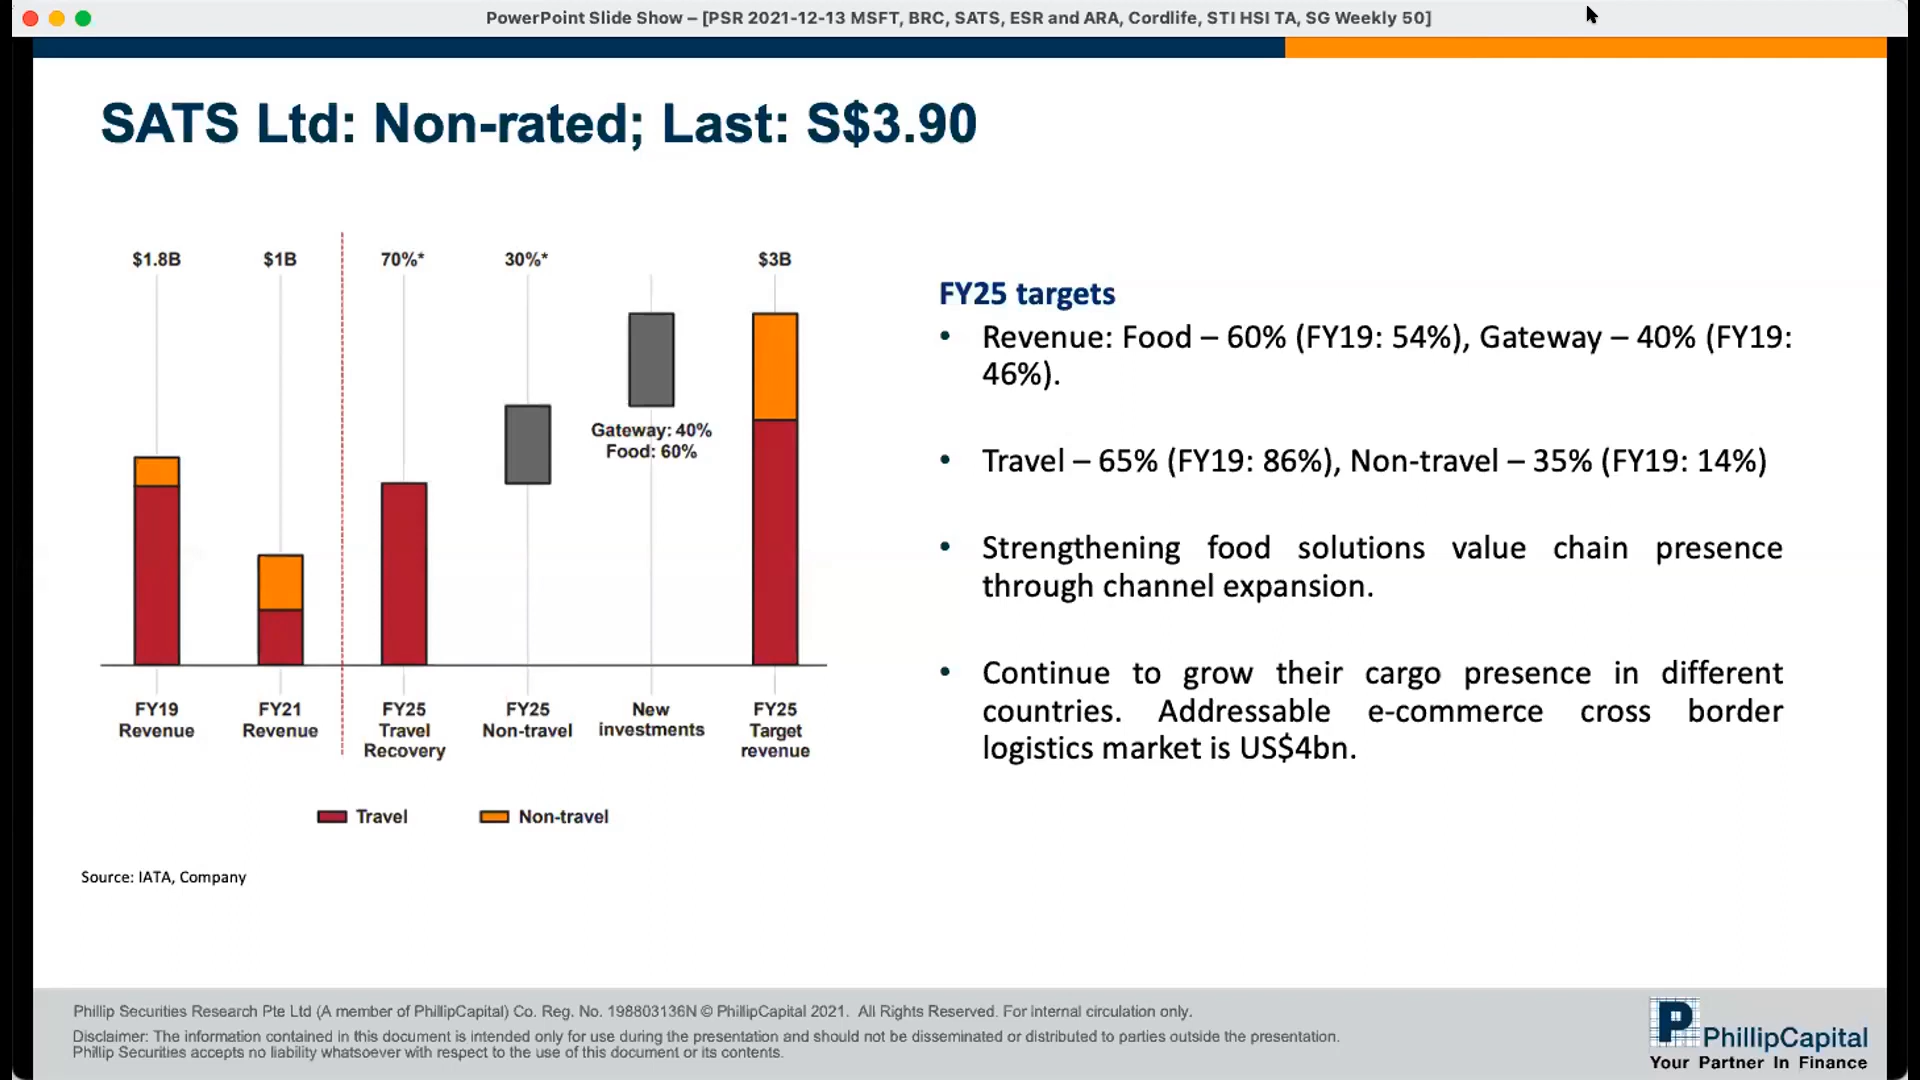 PowerPoint Slide Show – [PSR 2021-12-13 MSFT, BRC, SATS, ESR and ARA, Cordlife, STI HSI TA, SG Weekly 50]
SATS Ltd: Non-rated; Last: S$3.90
$1.8B
$1B
70%*
30%*
$3B
Gateway: 40%
Food: 60%
FY19
Revenue
FY21
Revenue
FY25
Travel
Recovery
FY25
Non-travel
New
investments
FY25
Target
revenue
Travel
Non-travel
Source: IATA, Company
FY25 targets
• Revenue: Food – 60% (FY19: 54%), Gateway – 40% (FY19:
46%).
• Travel – 65% (FY19: 86%), Non-travel – 35% (FY19: 14%)
• Strengthening food solutions value chain presence
through channel expansion.
• Continue to grow their cargo presence in different
countries. Addressable e-commerce cross border
logistics market is US$4bn.
Phillip Securities Research Pte Ltd (A member of PhillipCapital) Co. Reg. No. 198803136N © PhillipCapital 2021. All Rights Reserved. For internal circulation only.
Disclaimer: The information contained in this document is intended only for use during the presentation and should not be disseminated or distributed to parties outside the presentation.
Phillip Securities accepts no liability whatsoever with respect to the use of this document or its contents.
PhillipCapital
Your Partner In Finance